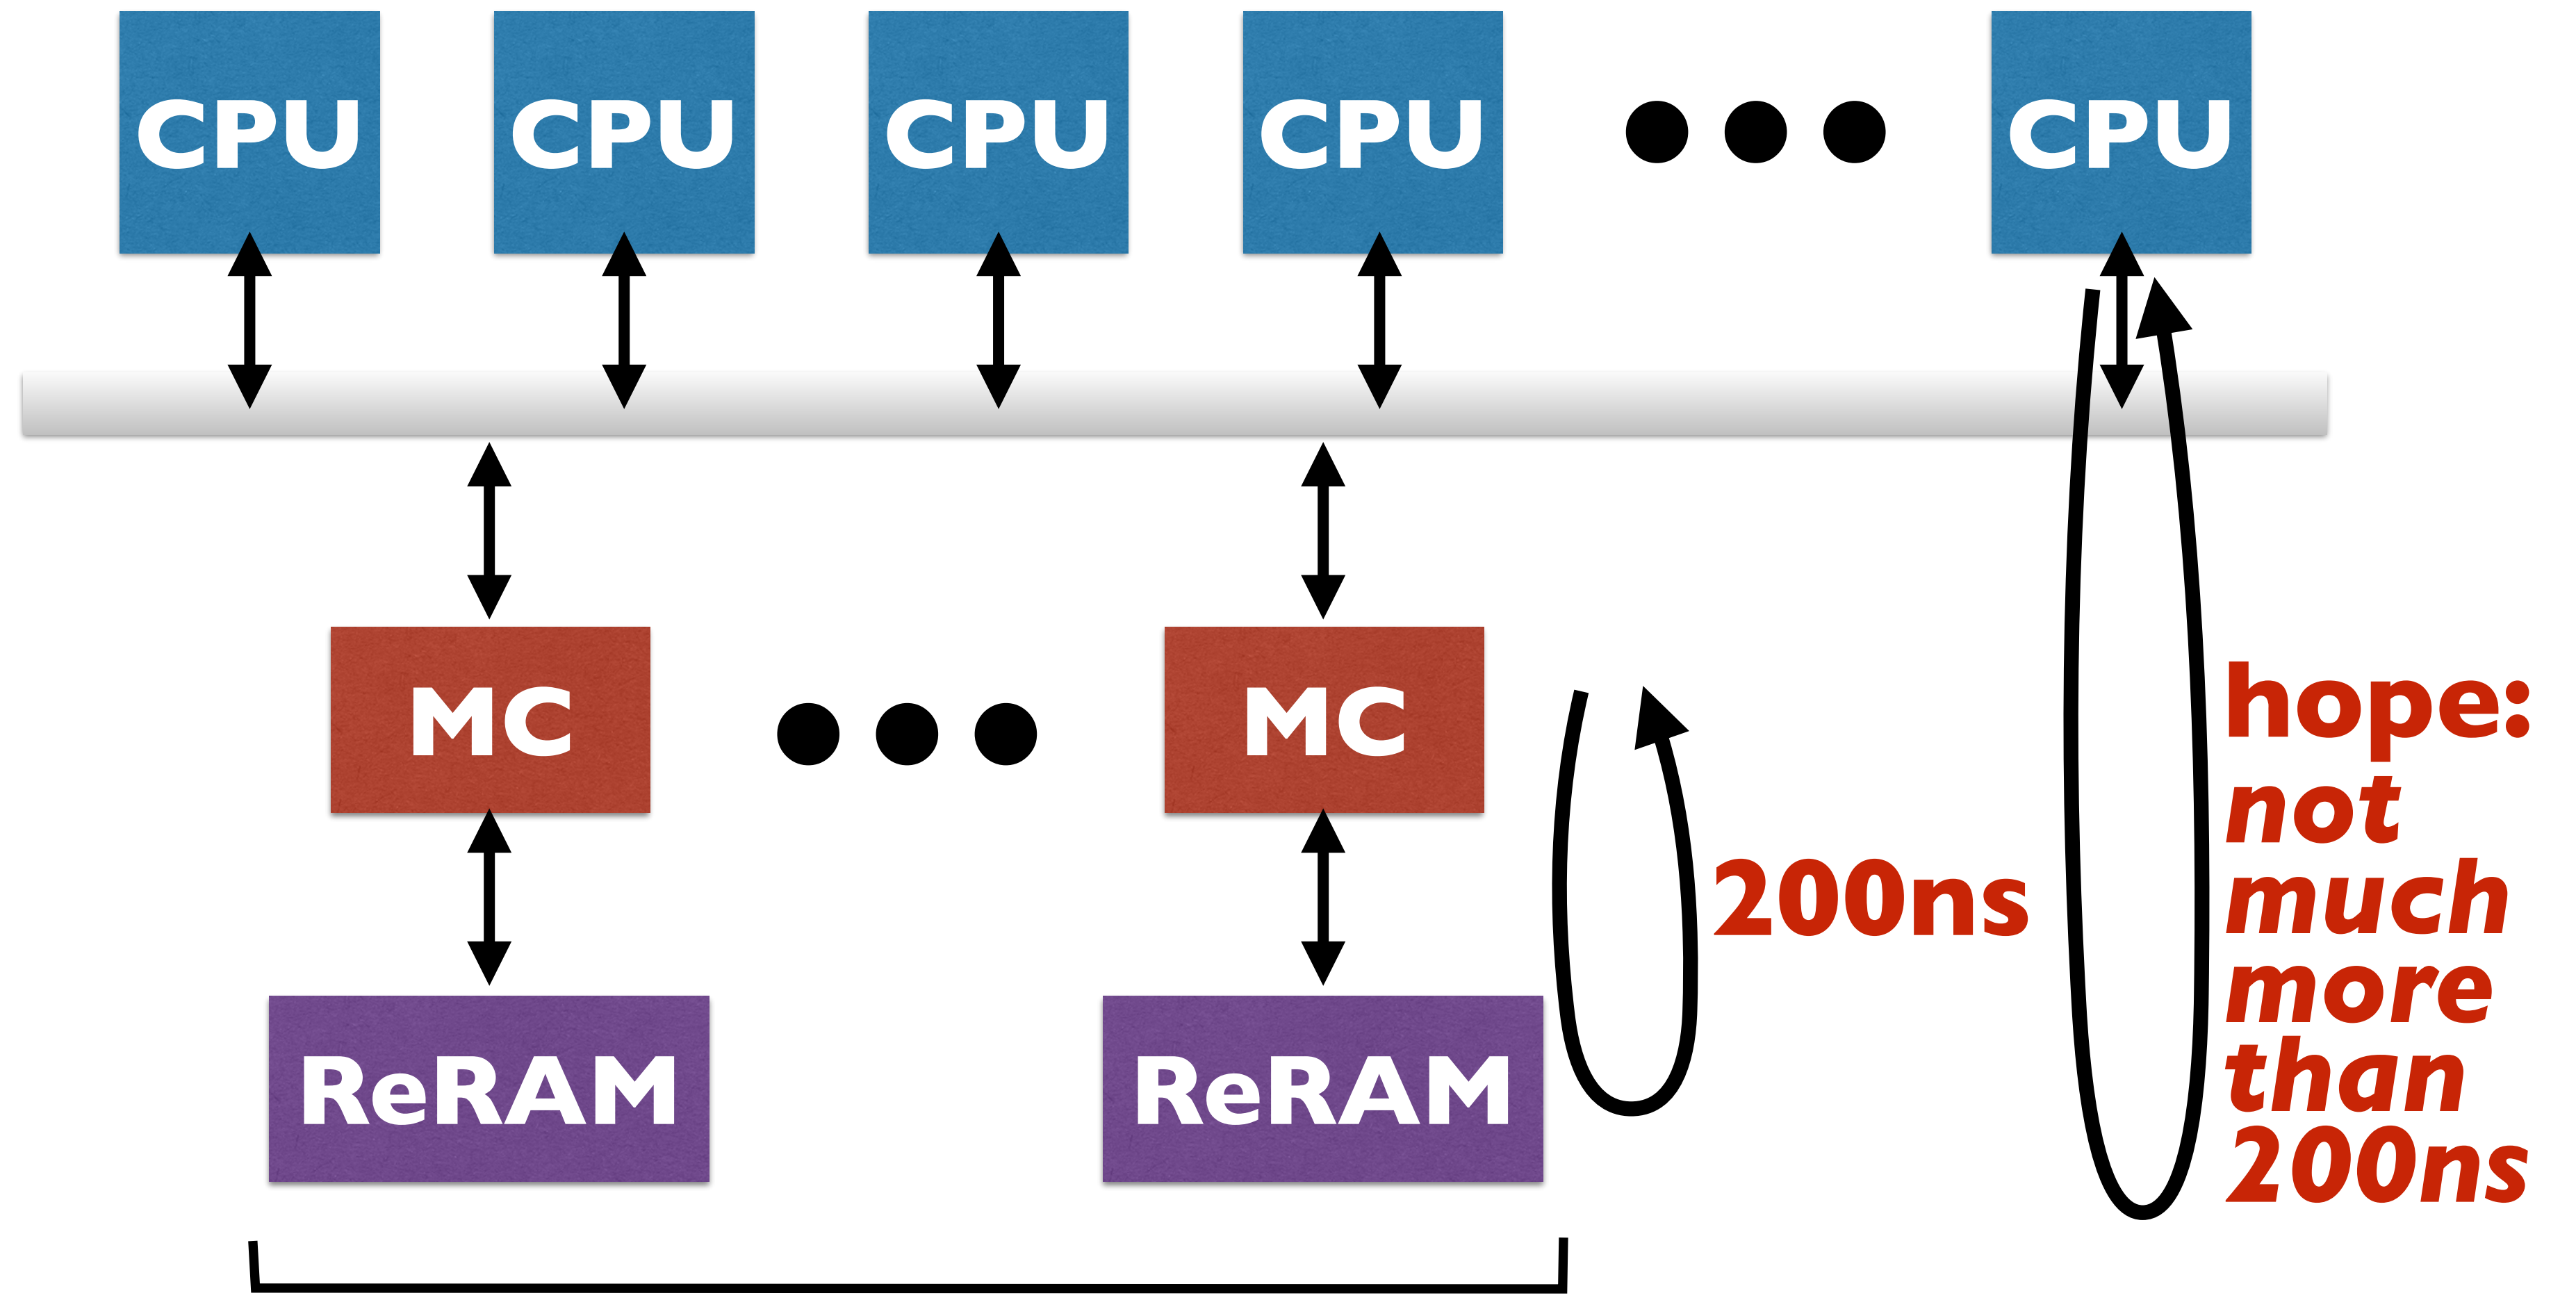 CPU CPU CPU CPU CPU
MC MC
200ns
ReRAM ReRAM
hope:
not
much
more
than
200ns